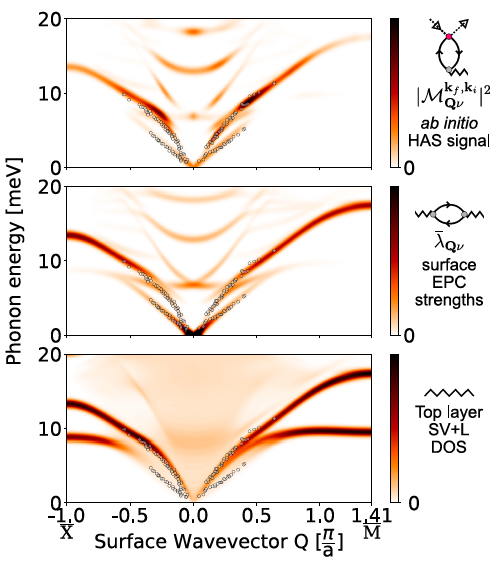 20
10
0
0
|M^{k_f,k_i}_{Qν}|²
ab initio
HAS signal
Phonon energy [meV]
20
10
0
0
λ̄_{Qν}
surface
EPC
strengths
20
10
0
0
Top layer
SV+L
DOS
−1.0 −0.5 0.0 0.5 1.0 1.41
X̄ M̄
Surface Wavevector Q [π/a]